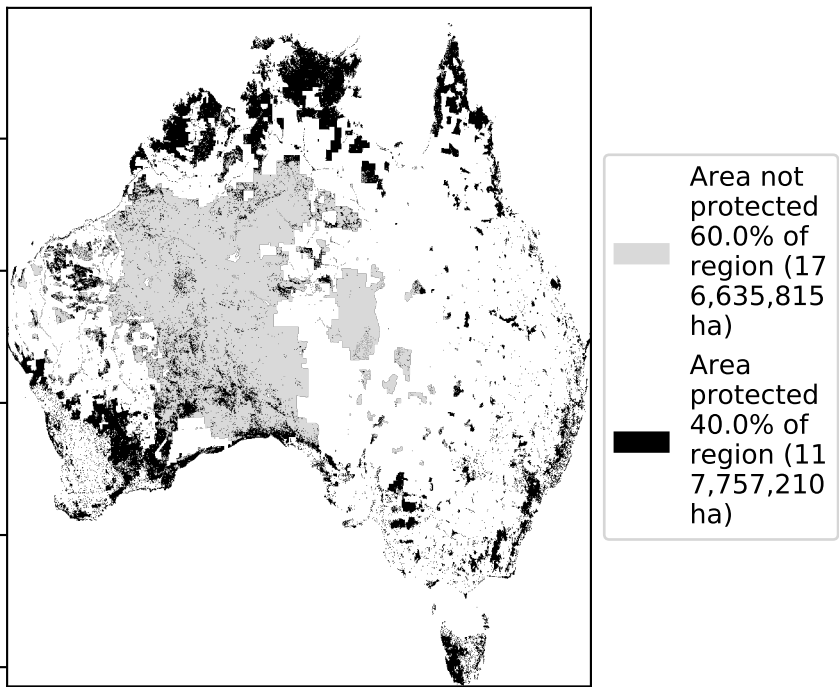 Area not
protected
60.0% of
region (17
6,635,815
ha)
Area
protected
40.0% of
region (11
7,757,210
ha)